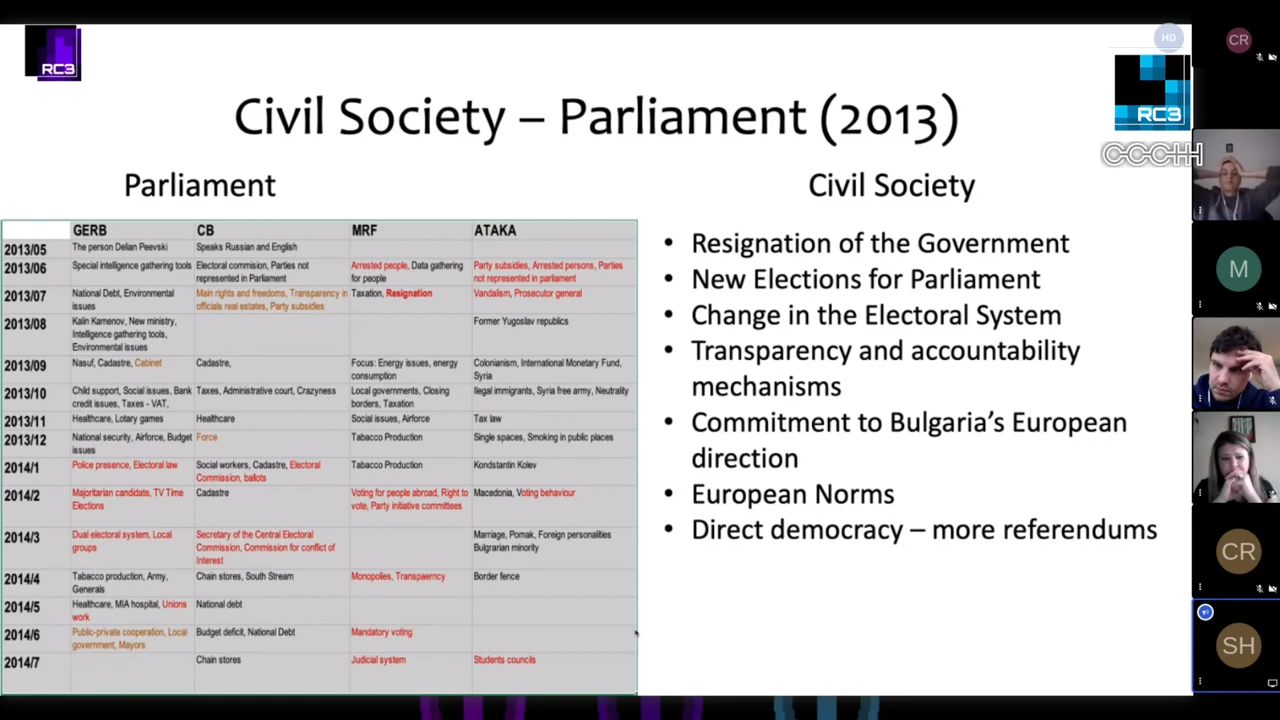 RC3
HD
CR
RC3
CCCHH
Civil Society – Parliament (2013)
Parliament
Civil Society
GERB CB MRF ATAKA
2013/05 The person Delian Peevski Speaks Russian and English
2013/06 Special intelligence gathering tools Electoral commision, Parties not Arrested people, Data gathering Party subsidies, Arrested persons, Parties
represented in Parliament for people not represented in parliament
2013/07 National Debt, Environmental Main rights and freedoms, Transparency in Taxation, Resignation Vandalism, Prosecutor general
issues officials real estates, Party subsidies
2013/08 Kalin Kamenov, New ministry, Former Yugoslav republics
Intelligence gathering tools,
Environmental issues
2013/09 Nasuf, Cadastre, Cabinet Cadastre, Focus: Energy issues, energy Colonianism, International Monetary Fund,
consumption Syria
2013/10 Child support, Social issues, Bank Taxes, Administrative court, Crazyness Local governments, Closing Ilegal immigrants, Syria free army, Neutrality
credit issues, Taxes - VAT, borders, Taxation
2013/11 Healthcare, Lotary games Healthcare Social issues, Airforce Tax law
2013/12 National security, Airforce, Budget Force Tabacco Production Single spaces, Smoking in public places
issues
2014/1 Police presence, Electoral law Social workers, Cadastre, Electoral Tabacco Production Kondstantin Kolev
Commission, ballots
2014/2 Majoritarian candidate, TV Time Cadastre Voting for people abroad, Right to Macedonia, Voting behaviour
Elections vote, Party initiative committees
2014/3 Dual electoral system, Local Secretary of the Central Electoral Marriage, Pomak, Foreign personalities
groups Commission, Commission for conflict of Bulgarian minority
Interest
2014/4 Tabacco production, Army, Chain stores, South Stream Monopolies, Transpaerncy Border fence
Generals
2014/5 Healthcare, MIA hospital, Unions National debt
work
2014/6 Public-private cooperation, Local Budget deficit, National Debt Mandatory voting
government, Mayors
2014/7 Chain stores Judicial system Students councils
• Resignation of the Government
• New Elections for Parliament
• Change in the Electoral System
• Transparency and accountability
mechanisms
• Commitment to Bulgaria’s European
direction
• European Norms
• Direct democracy – more referendums
M
CR
SH